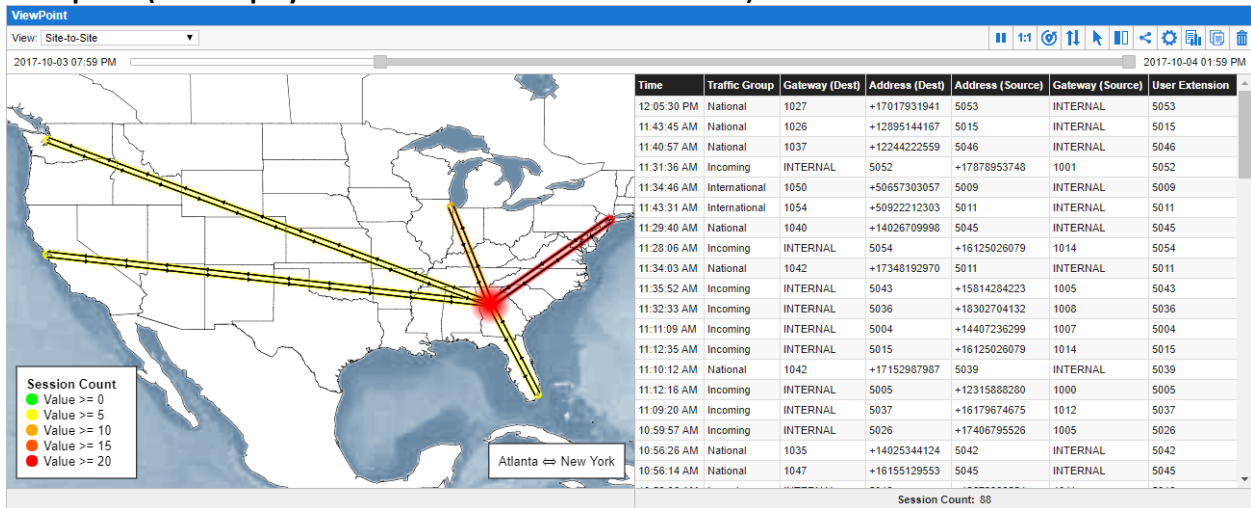 ViewPoint
View: Site-to-Site
1:1
2017-10-03 07:59 PM 2017-10-04 01:59 PM
Time Traffic Group Gateway (Dest) Address (Dest) Address (Source) Gateway (Source) User Extension
12:05:30 PM National 1027 +17017931941 5053 INTERNAL 5053
11:43:45 AM National 1026 +12895144167 5015 INTERNAL 5015
11:40:57 AM National 1037 +12244222559 5046 INTERNAL 5046
11:31:36 AM Incoming INTERNAL 5052 +17878953748 1001 5052
11:34:46 AM International 1050 +50657303057 5009 INTERNAL 5009
11:43:31 AM International 1054 +50922212303 5011 INTERNAL 5011
11:29:40 AM National 1040 +14026709998 5045 INTERNAL 5045
11:28:06 AM Incoming INTERNAL 5054 +16125026079 1014 5054
11:34:03 AM National 1042 +17348192970 5011 INTERNAL 5011
11:35:52 AM Incoming INTERNAL 5043 +15814284223 1005 5043
11:32:33 AM Incoming INTERNAL 5036 +18302704132 1008 5036
11:11:09 AM Incoming INTERNAL 5004 +14407236299 1007 5004
11:12:35 AM Incoming INTERNAL 5015 +16125026079 1014 5015
11:10:12 AM National 1042 +17152987987 5039 INTERNAL 5039
11:12:16 AM Incoming INTERNAL 5005 +12315888280 1000 5005
11:09:20 AM Incoming INTERNAL 5037 +16179674675 1012 5037
10:59:57 AM Incoming INTERNAL 5026 +17406795526 1005 5026
10:56:26 AM National 1035 +14025344124 5042 INTERNAL 5042
10:56:14 AM National 1047 +16155129553 5045 INTERNAL 5045
Session Count
Value >= 0
Value >= 5
Value >= 10
Value >= 15
Value >= 20
Atlanta ⇔ New York
Session Count: 88